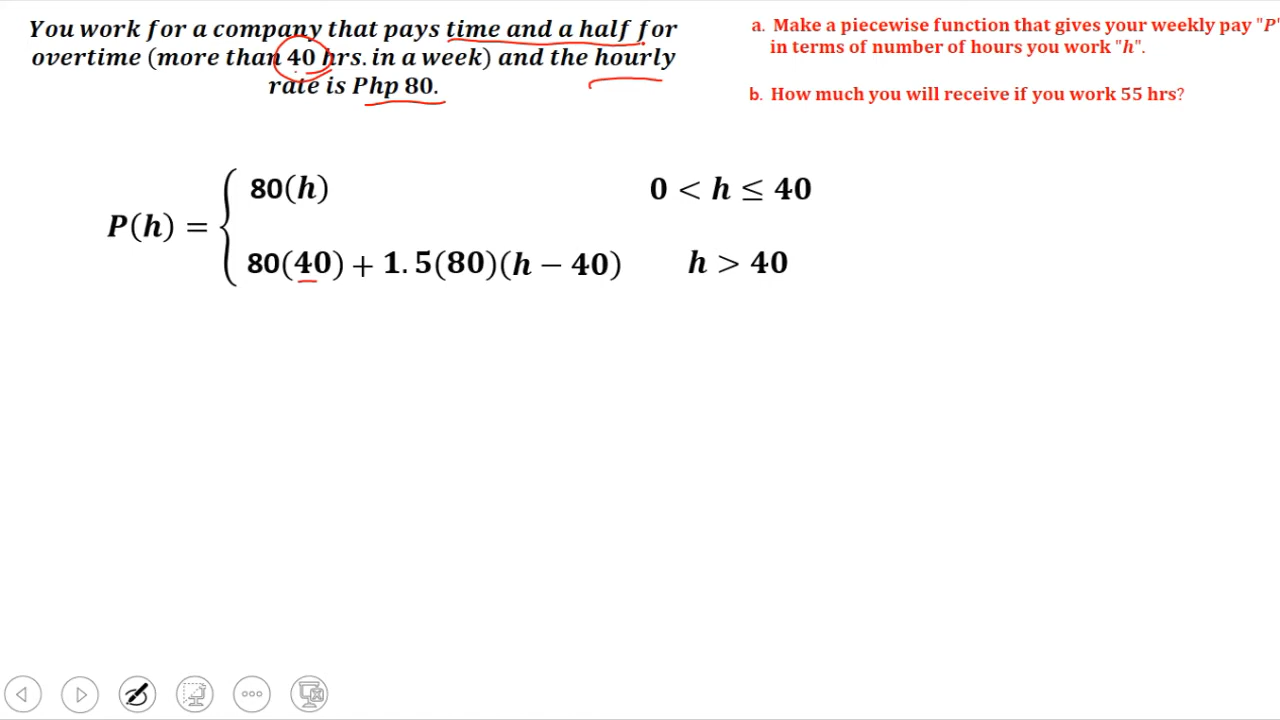 You work for a company that pays time and a half for
overtime (more than 40 hrs. in a week) and the hourly
rate is Php 80.
a. Make a piecewise function that gives your weekly pay "P"
in terms of number of hours you work "h".
b. How much you will receive if you work 55 hrs?
80(h) 0 < h ≤ 40
P(h) =
80(40) + 1.5(80)(h − 40) h > 40